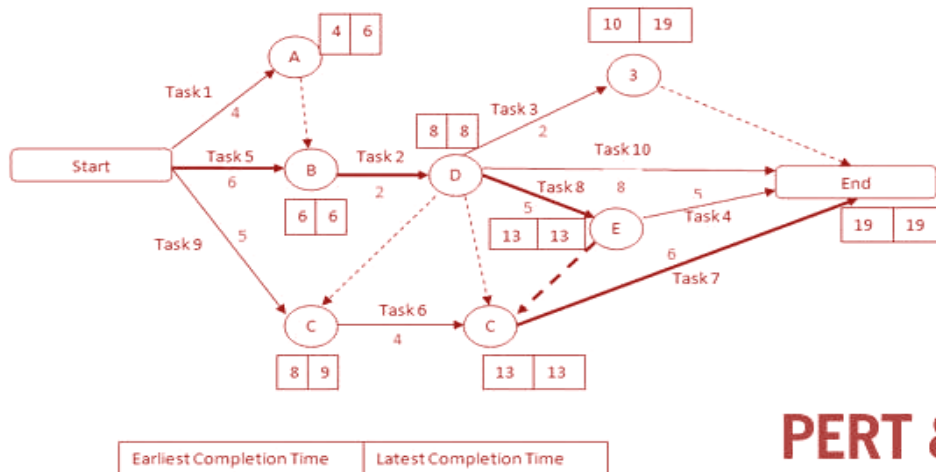 4 6
10 19
A
3
Task 1
4
Task 3
2
8 8
Start
Task 5
6
B
Task 2
2
D
Task 10
8
End
Task 8
5
5
Task 4
6 6
13 13
E
19 19
Task 9
5
6
Task 7
C
Task 6
4
C
8 9
13 13
PERT &
Earliest Completion Time Latest Completion Time